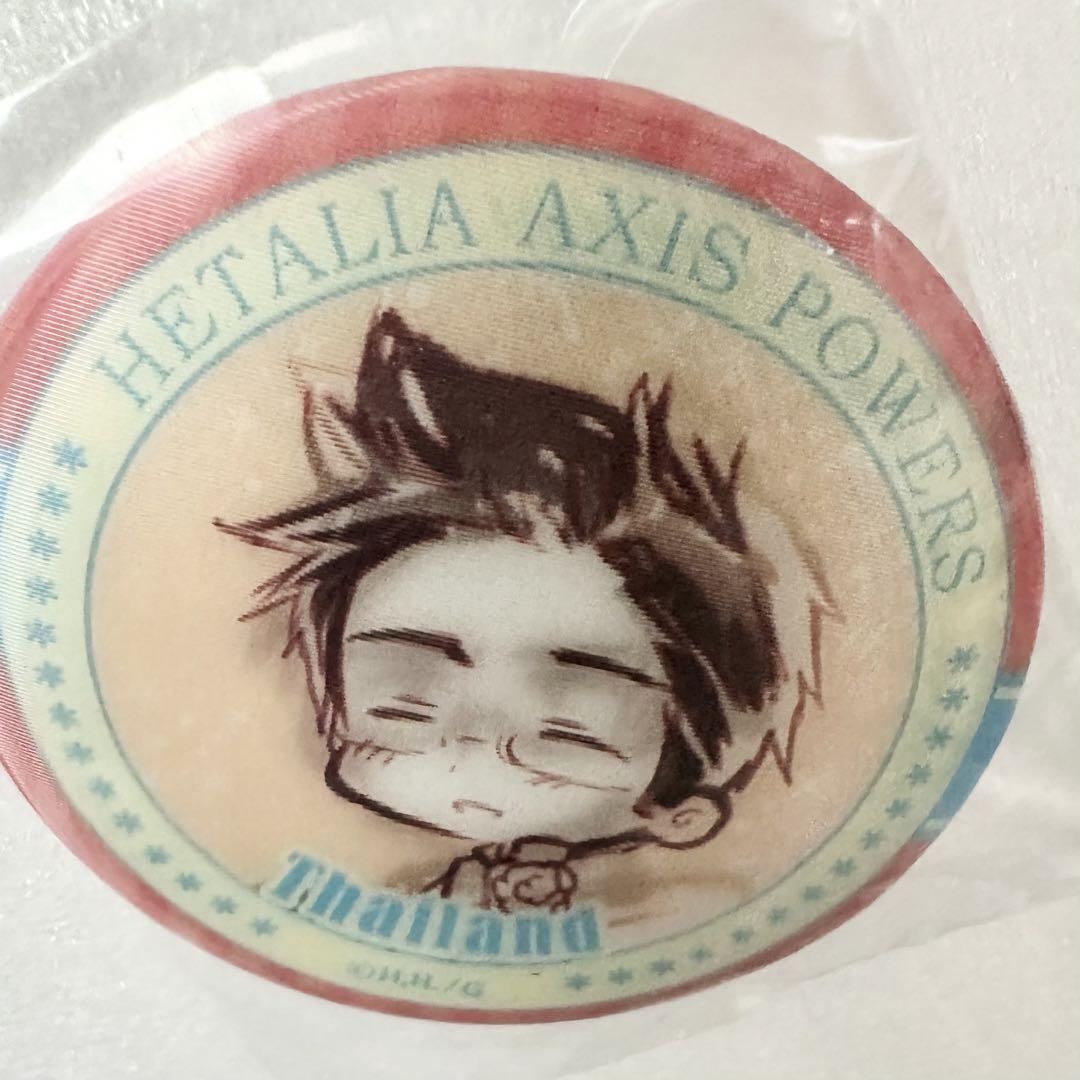 HETALIA AXIS POWERS
Thailand
©H.H./G